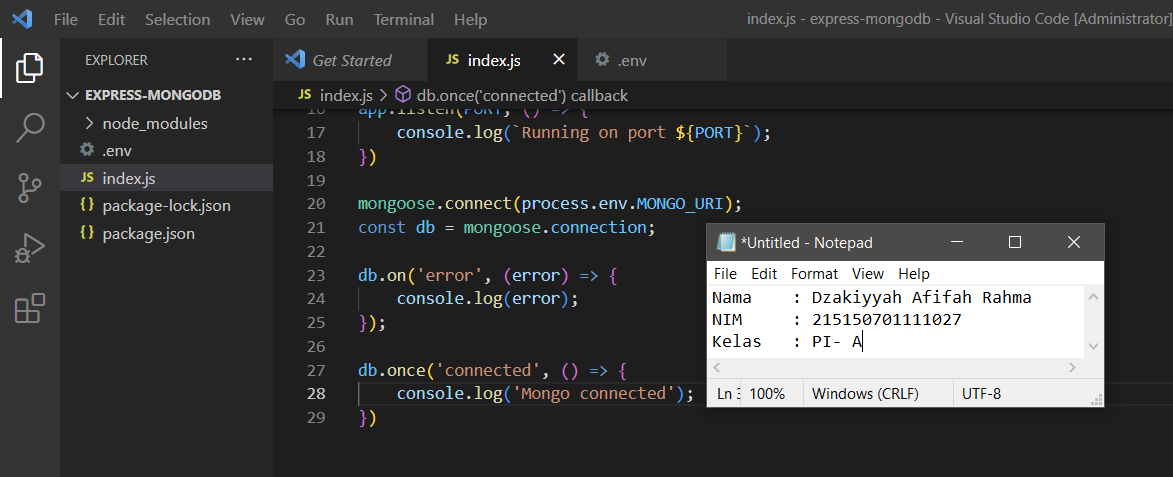 File Edit Selection View Go Run Terminal Help
index.js - express-mongodb - Visual Studio Code [Administrator]
EXPLORER ...
Get Started
JS index.js
.env
JS index.js > db.once('connected') callback
EXPRESS-MONGODB
node_modules
.env
JS index.js
{} package-lock.json
{} package.json
16 app.listen(PORT, () => {
17 console.log(`Running on port ${PORT}`);
18 })
19
20 mongoose.connect(process.env.MONGO_URI);
21 const db = mongoose.connection;
22
23 db.on('error', (error) => {
24 console.log(error);
25 });
26
27 db.once('connected', () => {
28 console.log('Mongo connected');
29 })
*Untitled - Notepad
File Edit Format View Help
Nama : Dzakiyyah Afifah Rahma
NIM : 215150701111027
Kelas : PI- A
Ln 3 100% Windows (CRLF) UTF-8